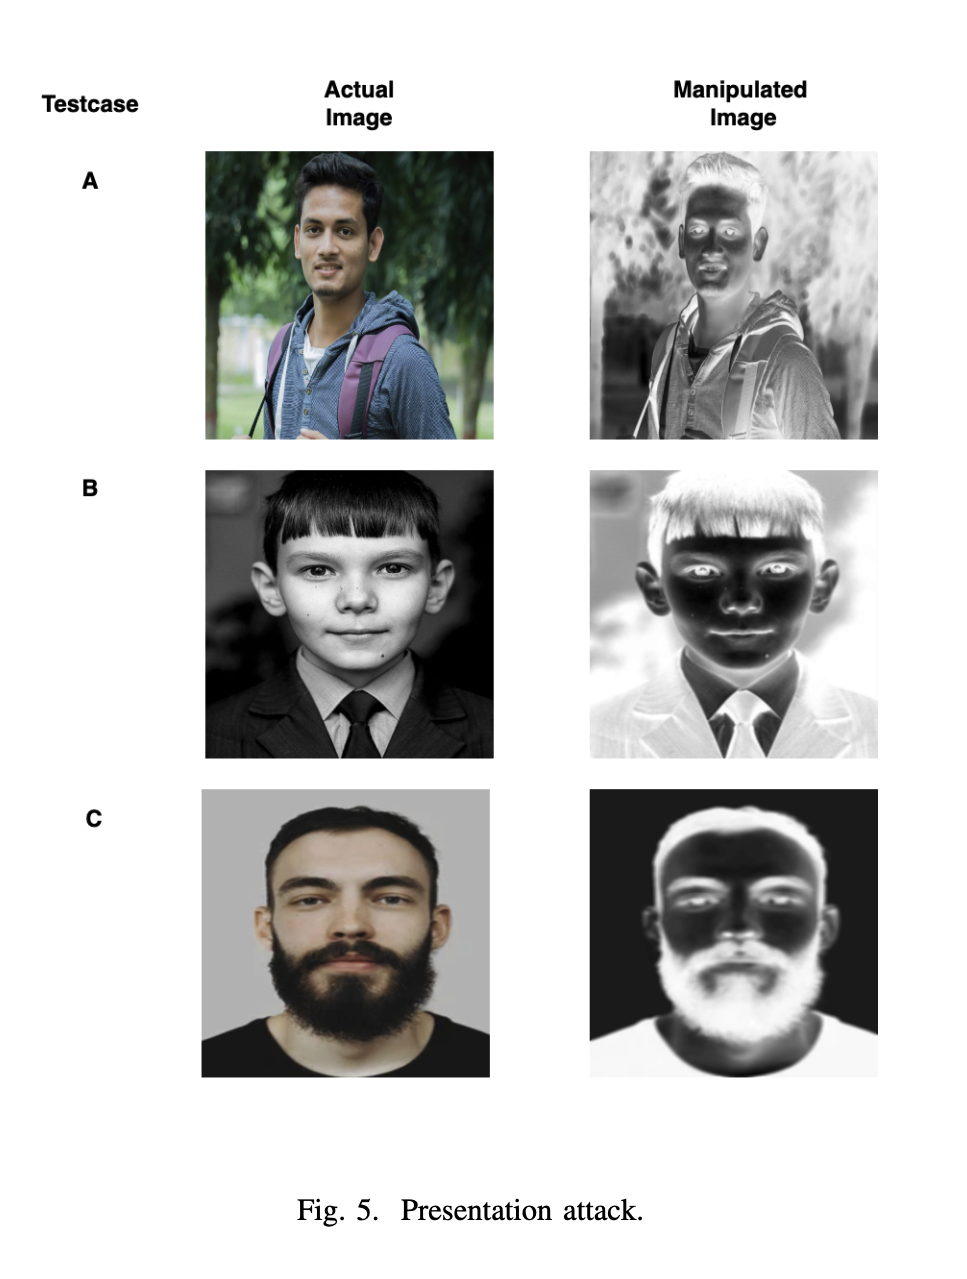 Testcase
Actual
Image
Manipulated
Image
A
B
C
Fig. 5. Presentation attack.